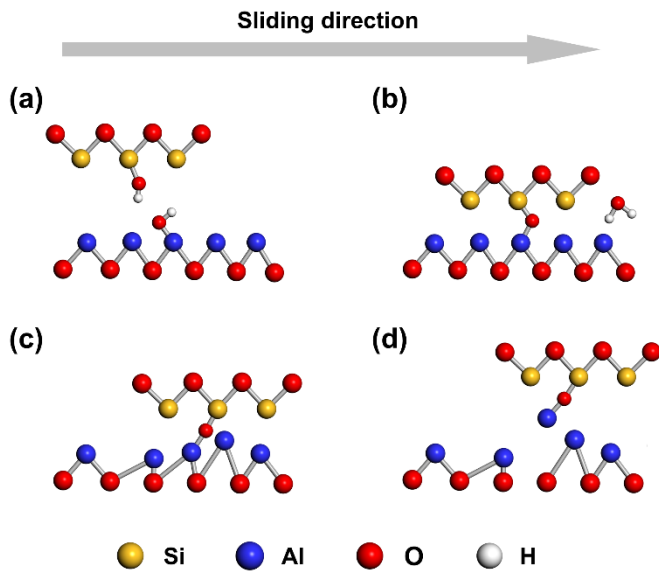 Sliding direction
(a)
(b)
(c)
(d)
Si Al O H